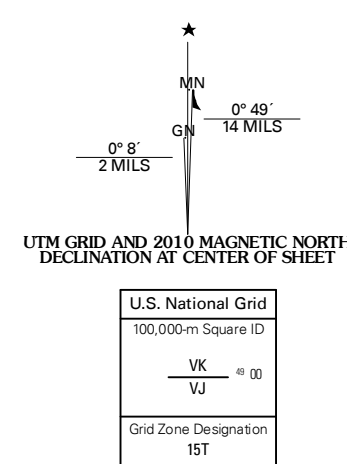 ★
MN
0° 49´
14 MILS
GN
0° 8´
2 MILS
UTM GRID AND 2010 MAGNETIC NORTH
DECLINATION AT CENTER OF SHEET
U.S. National Grid
100,000-m Square ID
VK
49 00
VJ
Grid Zone Designation
15T